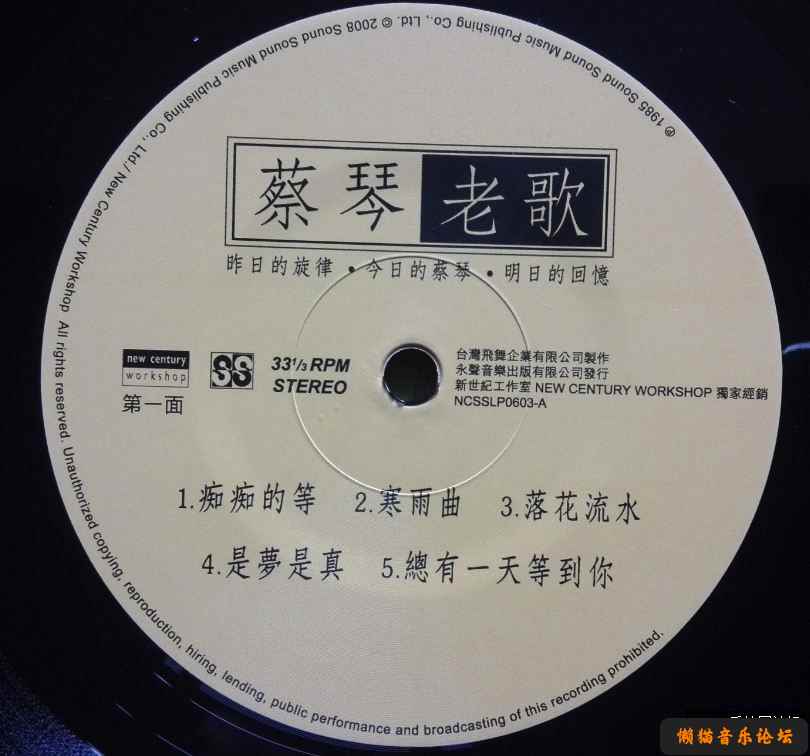 ℗ 1985 Sound Sound Music Publishing Co., Ltd. © 2008 Sound Sound Music Publishing Co., Ltd./ New Century Workshop All rights reserved. Unauthorized copying, reproduction, hiring, lending, public performance and broadcasting of this recording prohibited.
蔡琴老歌
昨日的旋律•今日的蔡琴•明日的回憶
new century
workshop
SS
33 1/3 RPM
STEREO
第一面
台灣飛舞企業有限公司製作
永聲音樂出版有限公司發行
新世紀工作室 NEW CENTURY WORKSHOP 獨家經銷
NCSSLP0603-A
1.痴痴的等 2.寒雨曲 3.落花流水
4.是夢是真 5.總有一天等到你
懒猫音乐论坛